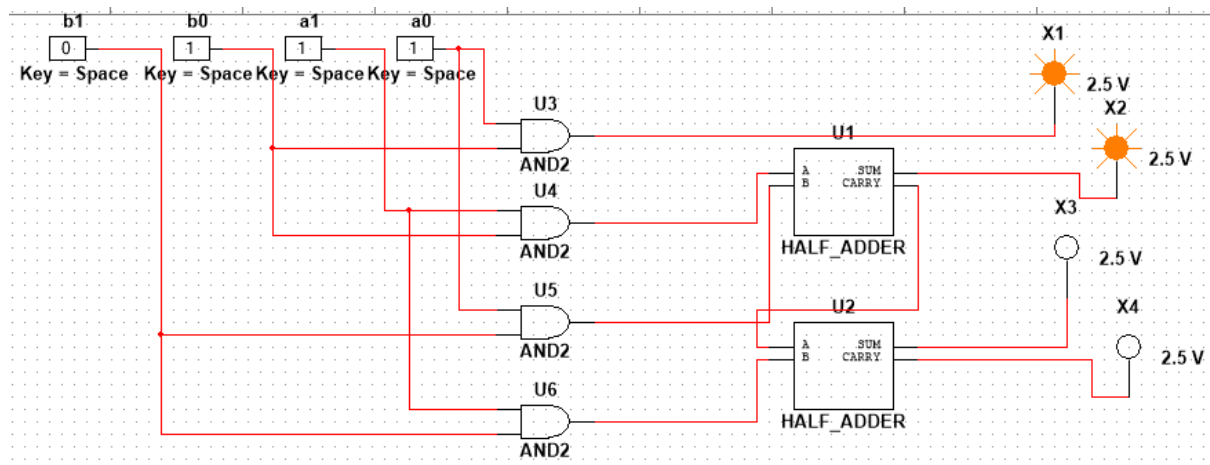 b1 b0 a1 a0
0 1 1 1
Key = Space Key = Space Key = Space Key = Space
X1
2.5 V
X2
2.5 V
U3
AND2
U1
A SUM
B CARRY
HALF_ADDER
U4
AND2
X3
2.5 V
U5
AND2
U2
A SUM
B CARRY
HALF_ADDER
X4
2.5 V
U6
AND2